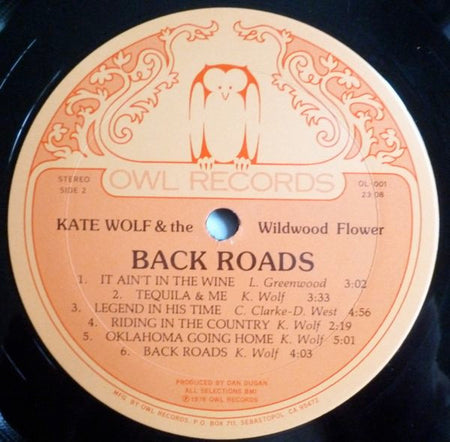 OWL RECORDS
STEREO
SIDE 2
OL-001
23:08
KATE WOLF & the Wildwood Flower
BACK ROADS
1. IT AIN'T IN THE WINE L. Greenwood 3:02
2. TEQUILA & ME K. Wolf 3:33
3. LEGEND IN HIS TIME C. Clarke-D. West 4:56
4. RIDING IN THE COUNTRY K. Wolf 2:19
5. OKLAHOMA GOING HOME K. Wolf 5:01
6. BACK ROADS K. Wolf 4:03
PRODUCED BY DAN DUGAN
ALL SELECTIONS BMI
℗1976 OWL RECORDS
MFG. BY OWL RECORDS, P.O. BOX 711, SEBASTOPOL CA 95472